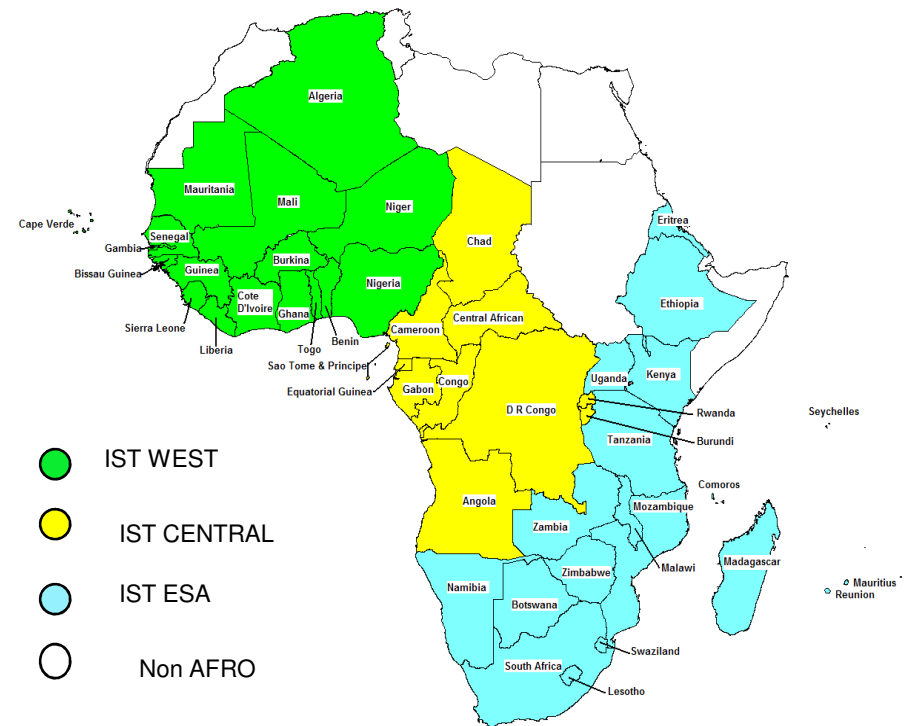 Algeria
Mauritania
Mali
Niger
Cape Verde
Senegal
Chad
Eritrea
Gambia
Burkina
Bissau Guinea
Guinea
Nigeria
Cote
D'Ivoire
Ghana
Ethiopia
Central African
Sierra Leone
Cameroon
Benin
Liberia
Togo
Sao Tome & Principe
Equatorial Guinea
Gabon
Congo
Uganda
Kenya
D R Congo
Rwanda
Seychelles
Tanzania
Burundi
IST WEST
Comoros
Angola
Mozambique
Zambia
IST CENTRAL
Malawi
Madagascar
Zimbabwe
Mauritius
Reunion
Namibia
IST ESA
Botswana
Swaziland
South Africa
Non AFRO
Lesotho